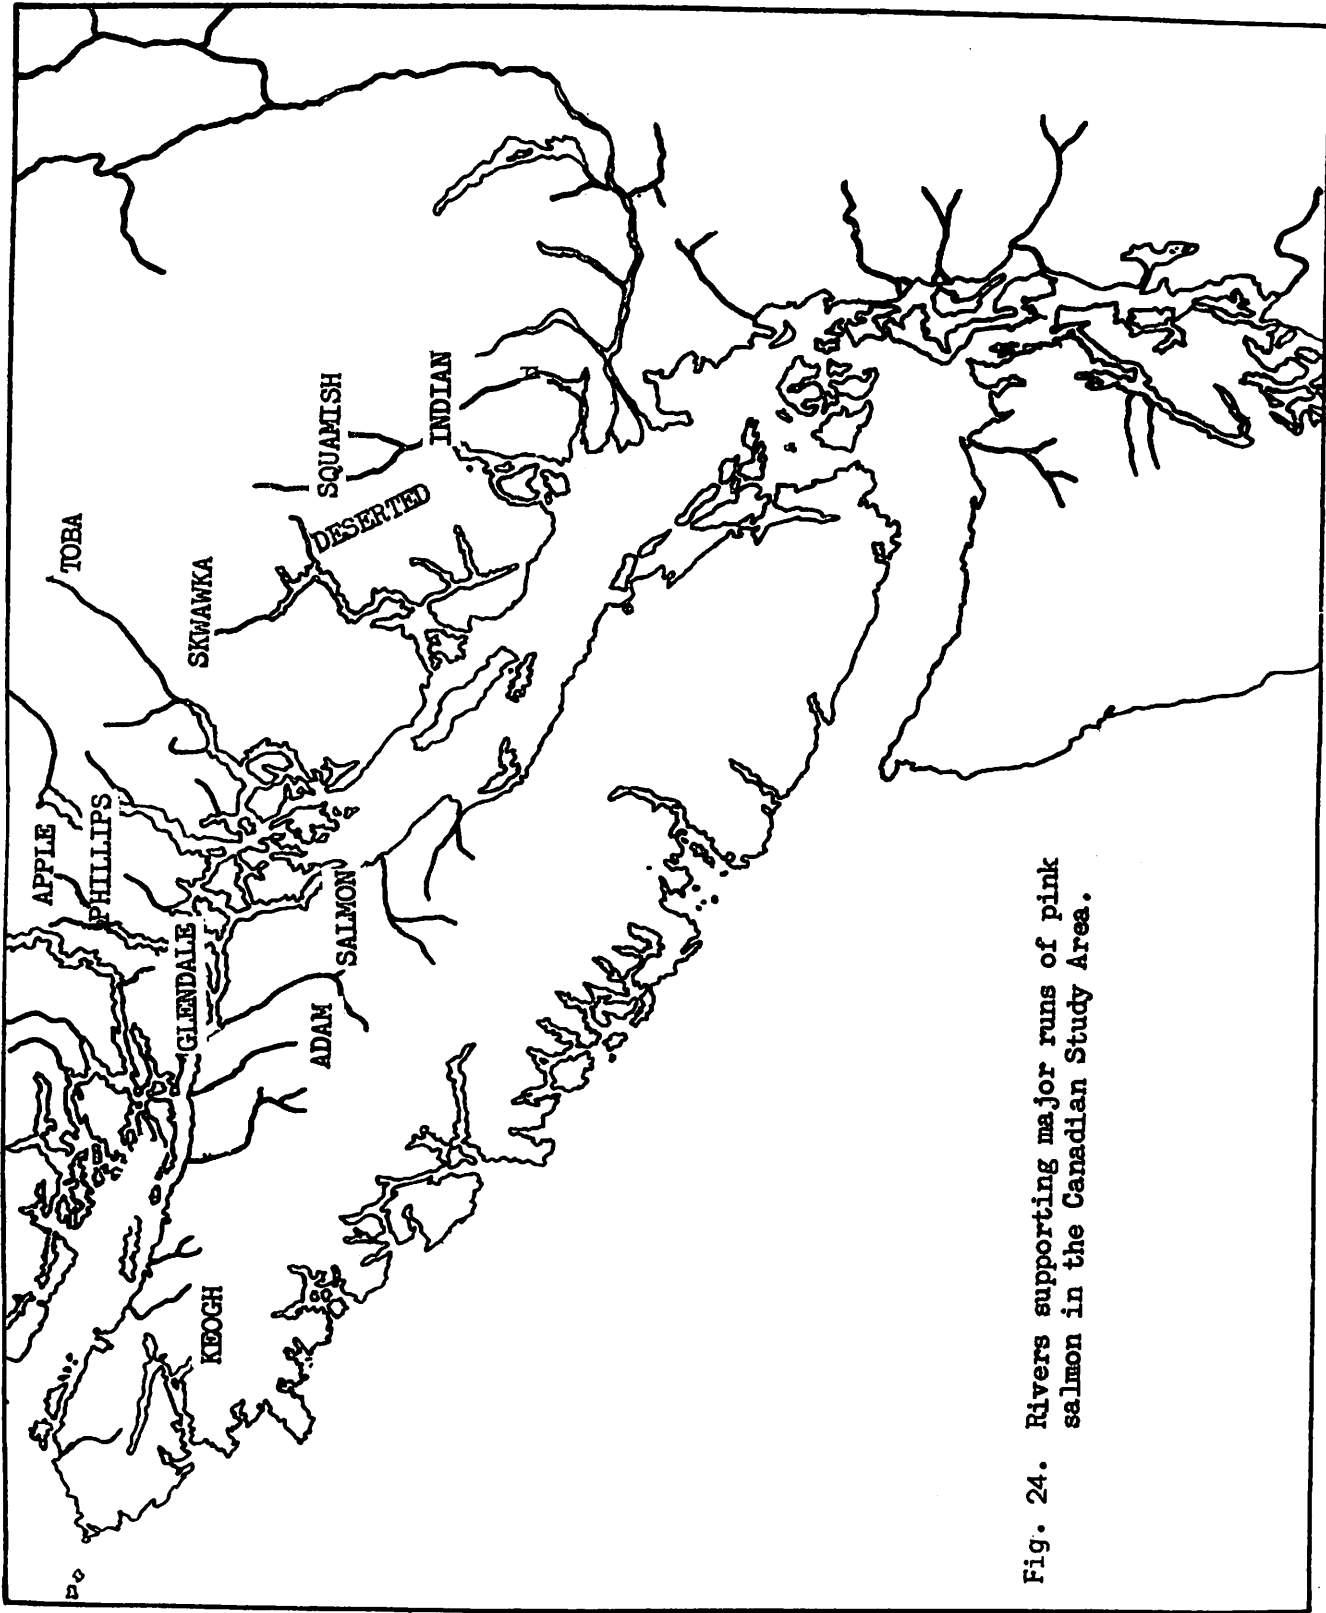 KEOGH
ADAM
GLENDALE
SALMON
APPLE
PHILLIPS
TOBA
SKWAWKA
DESERTED
SQUAMISH
INDIAN
Fig. 24. Rivers supporting major runs of pink
salmon in the Canadian Study Area.